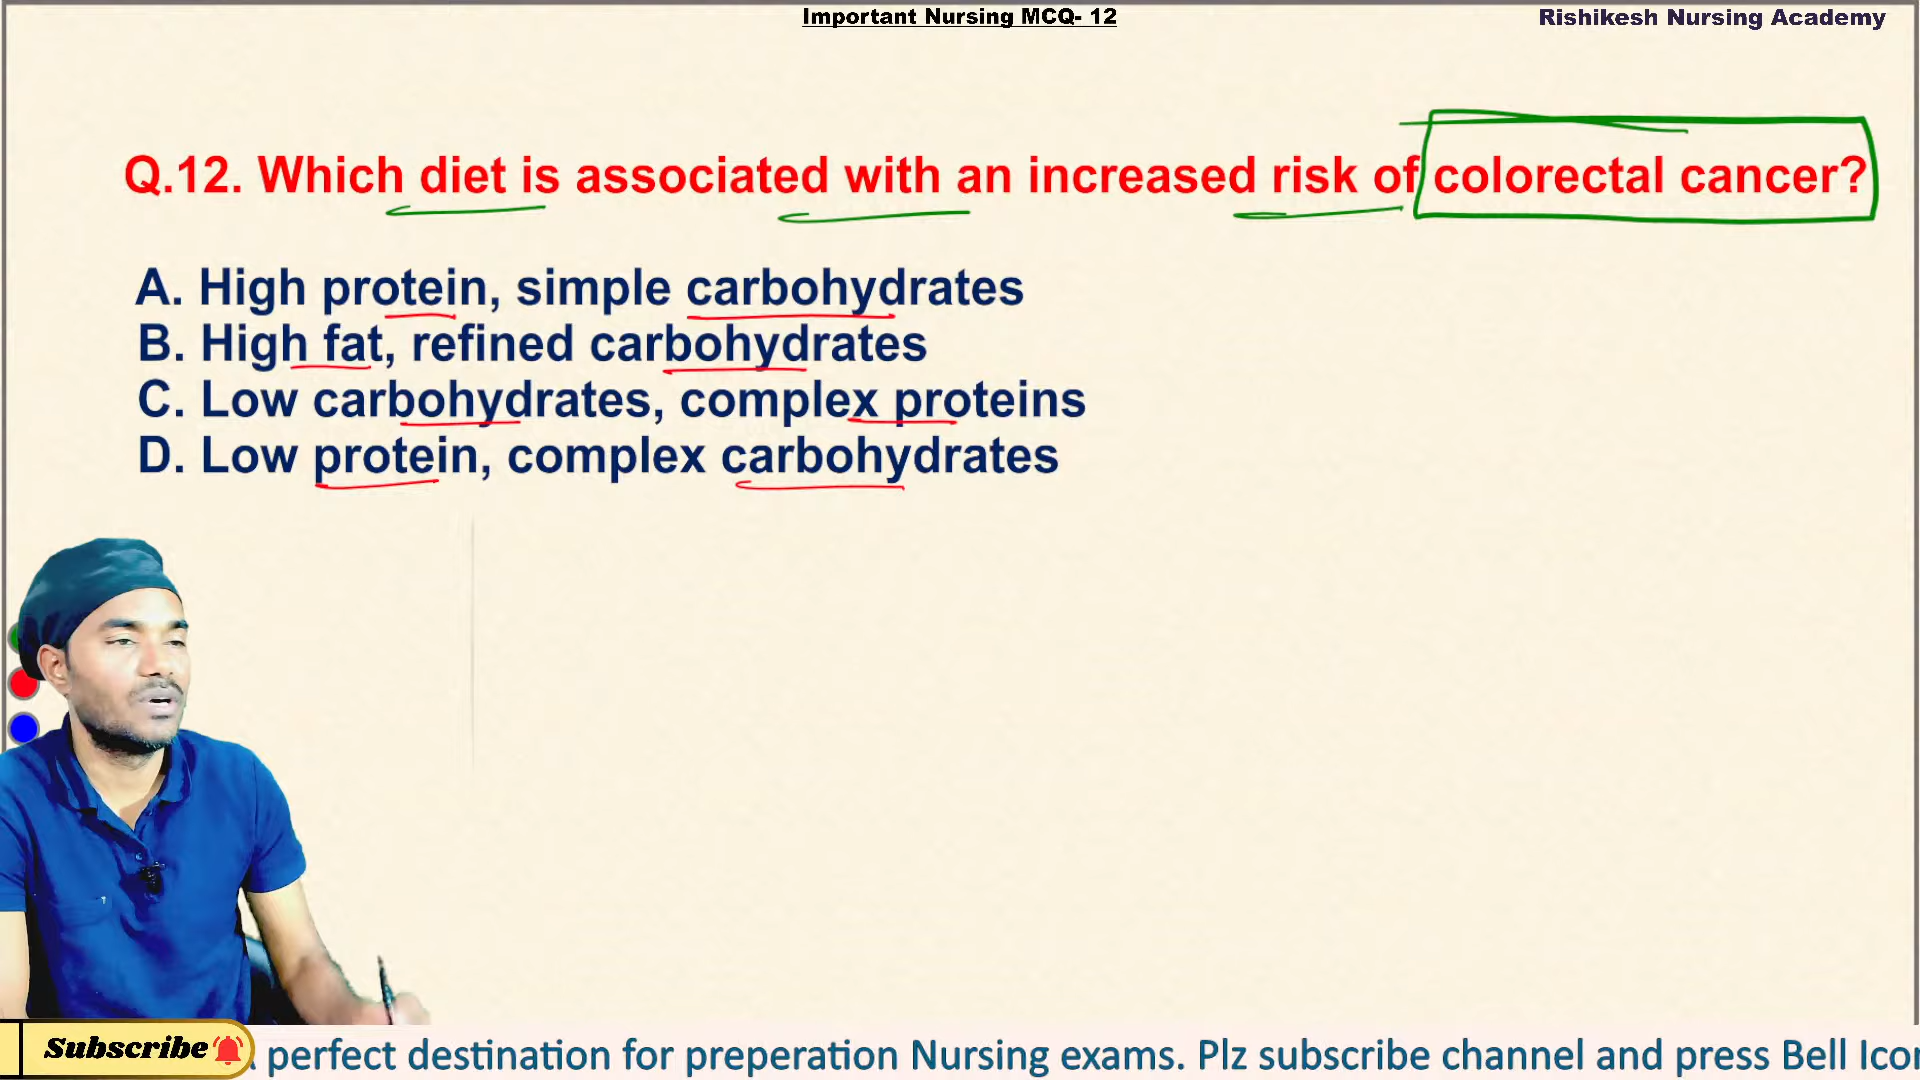 Important Nursing MCQ- 12
Rishikesh Nursing Academy
Q.12. Which diet is associated with an increased risk of colorectal cancer?
A. High protein, simple carbohydrates
B. High fat, refined carbohydrates
C. Low carbohydrates, complex proteins
D. Low protein, complex carbohydrates
Subscribe
perfect destination for preperation Nursing exams. Plz subscribe channel and press Bell